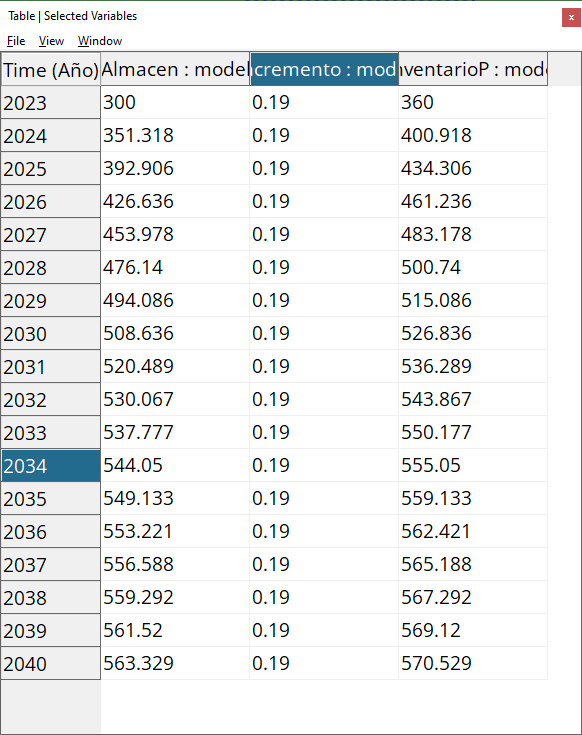 Table | Selected Variables
x
File View Window
Time (Año) Almacen : model cremento : mod nventarioP : mod
2023 300 0.19 360
2024 351.318 0.19 400.918
2025 392.906 0.19 434.306
2026 426.636 0.19 461.236
2027 453.978 0.19 483.178
2028 476.14 0.19 500.74
2029 494.086 0.19 515.086
2030 508.636 0.19 526.836
2031 520.489 0.19 536.289
2032 530.067 0.19 543.867
2033 537.777 0.19 550.177
2034 544.05 0.19 555.05
2035 549.133 0.19 559.133
2036 553.221 0.19 562.421
2037 556.588 0.19 565.188
2038 559.292 0.19 567.292
2039 561.52 0.19 569.12
2040 563.329 0.19 570.529